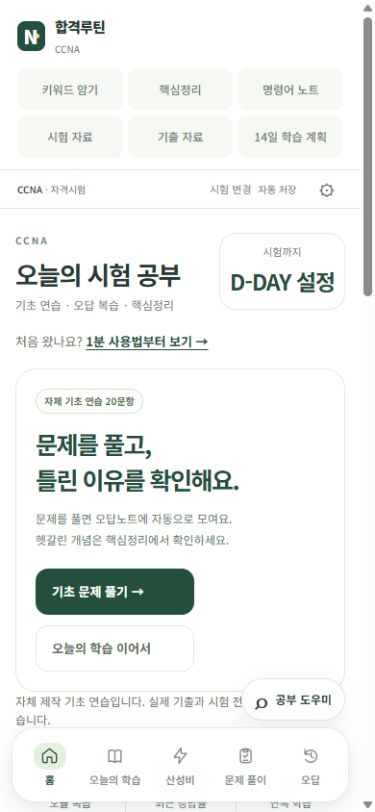 N
합격루틴
CCNA
키워드 암기
핵심정리
명령어 노트
시험 자료
기출 자료
14일 학습 계획
CCNA · 자격시험
시험 변경
자동 저장
CCNA
오늘의 시험 공부
기초 연습 · 오답 복습 · 핵심정리
시험까지
D-DAY 설정
처음 왔나요? 1분 사용법부터 보기 →
자체 기초 연습 20문항
문제를 풀고,
틀린 이유를 확인해요.
문제를 풀면 오답노트에 자동으로 모여요.
헷갈린 개념은 핵심정리에서 확인하세요.
기초 문제 풀기 →
오늘의 학습 이어서
공부 도우미
자체 제작 기초 연습입니다. 실제 기출과 시험
습니다.
홈
오늘의 학습
산성비
문제 풀이
오답